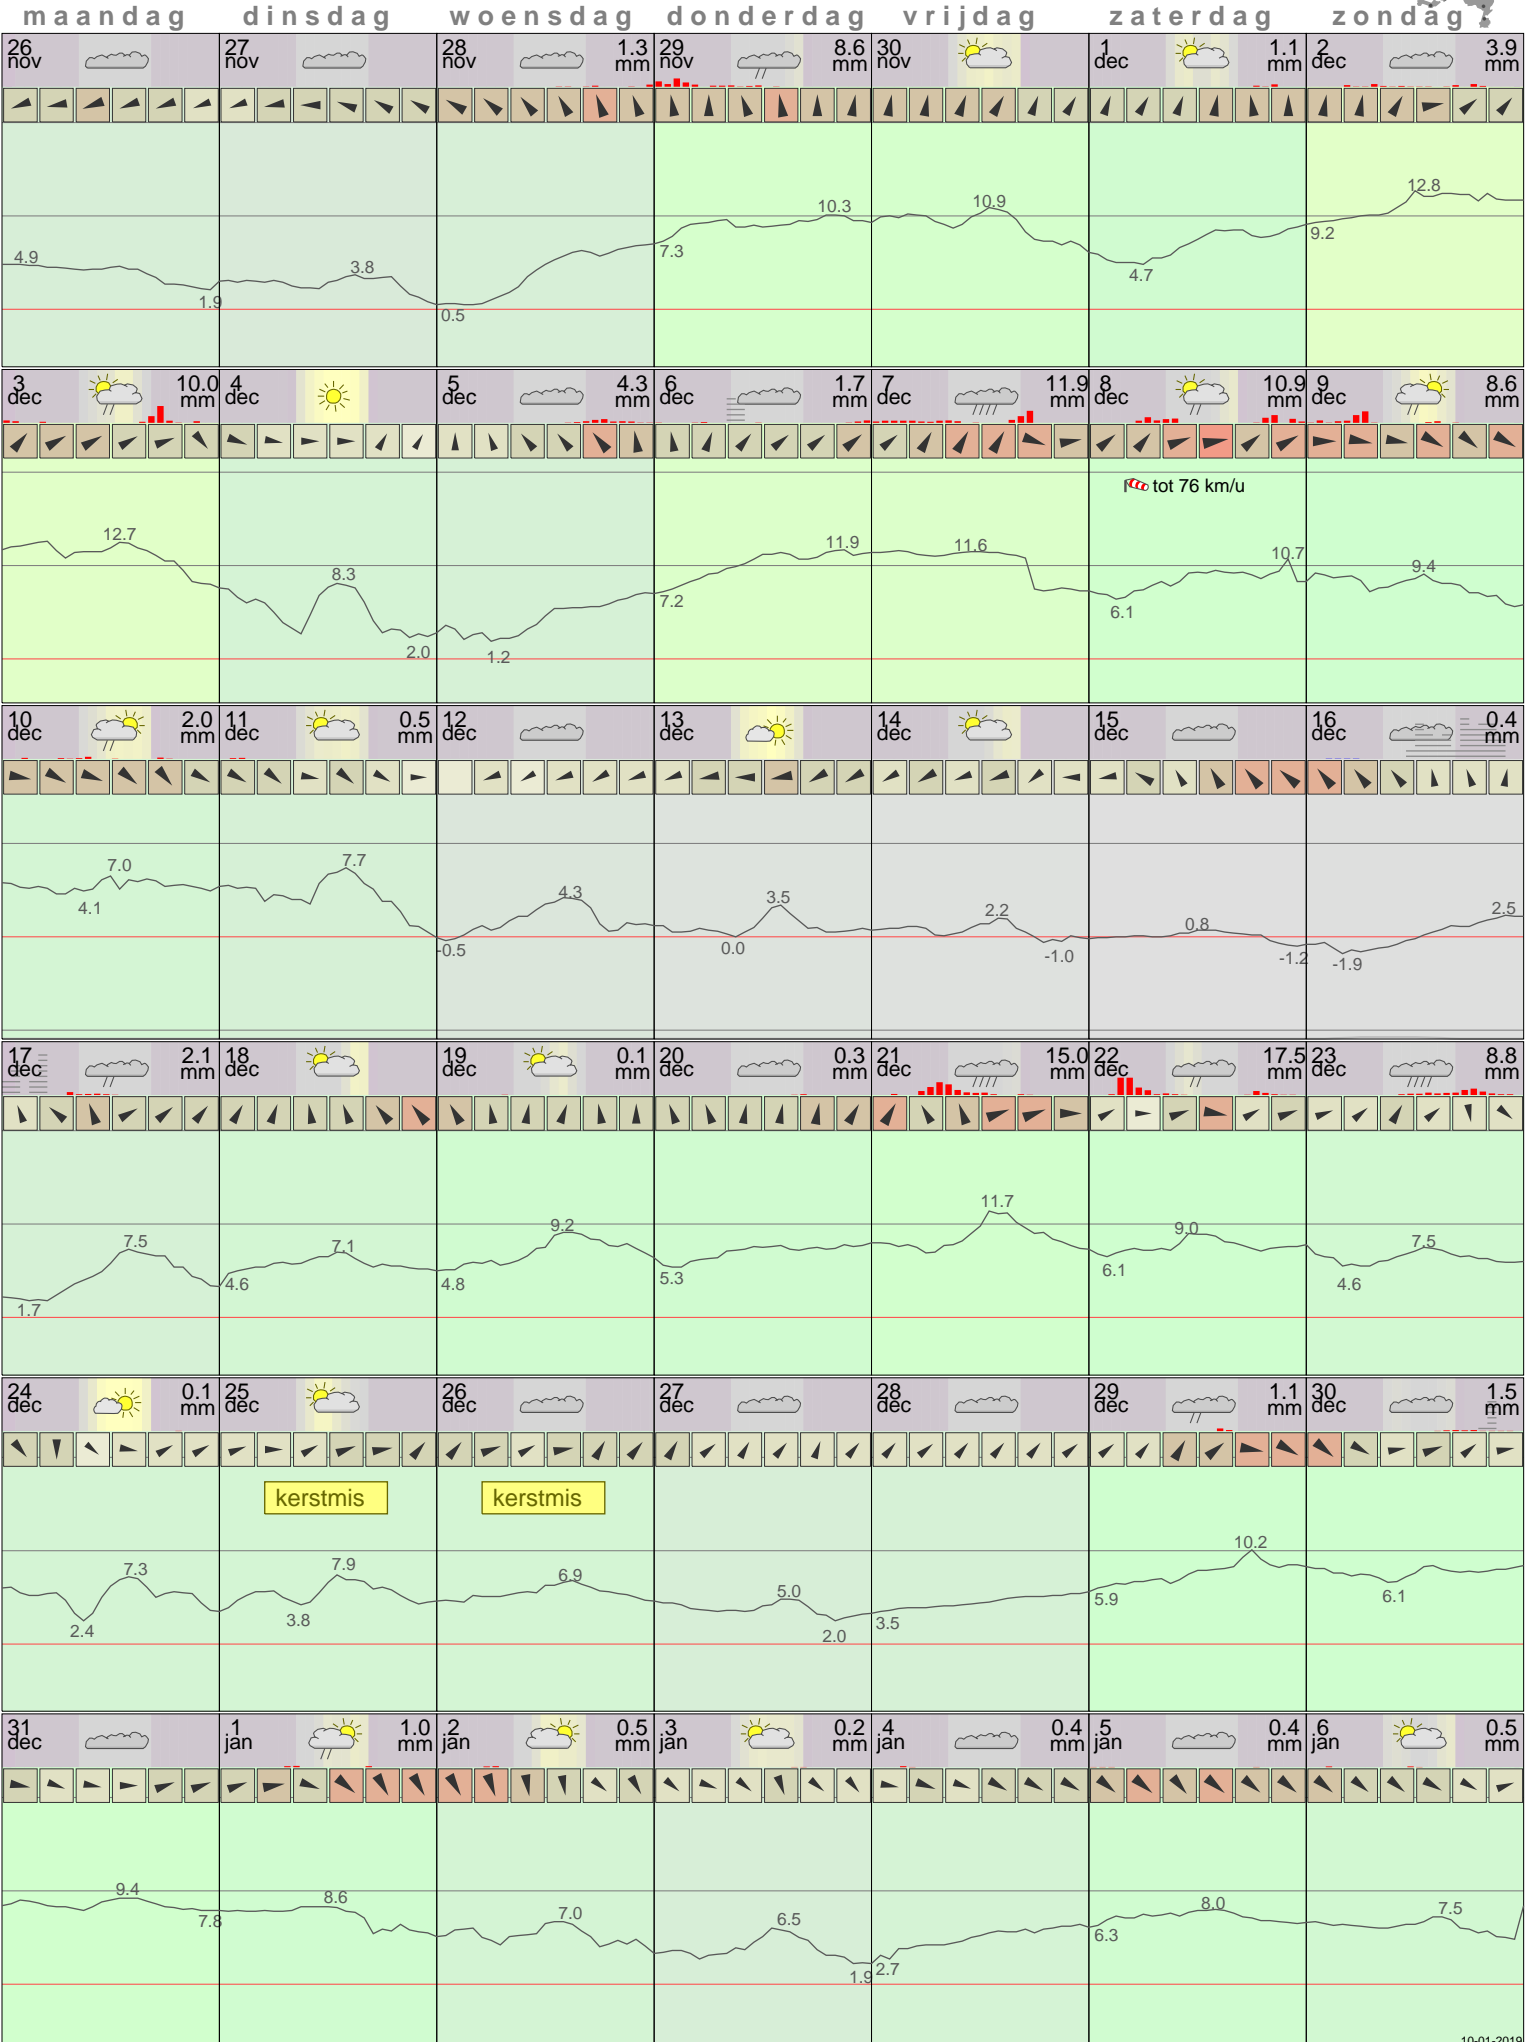 maandag dinsdag woensdag donderdag vrijdag zaterdag zondag
26 27 28 1.3 29 8.6 30 1 1.1 2 3.9
nov nov nov mm nov mm nov dec mm dec mm
4.9 1.9 3.8 0.5 7.3 10.3 10.9 4.7 9.2 12.8
3 10.0 4 5 4.3 6 1.7 7 11.9 8 10.9 9 8.6
dec mm dec dec mm dec mm dec mm dec mm dec mm
tot 76 km/u
12.7 8.3 2.0 1.2 7.2 11.9 11.6 6.1 10.7 9.4
10 2.0 11 0.5 12 13 14 15 16 0.4
dec mm dec mm dec dec dec dec dec mm
4.1 7.0 7.7 -0.5 4.3 0.0 3.5 2.2 -1.0 0.8 -1.2 -1.9 2.5
17 2.1 18 19 0.1 20 0.3 21 15.0 22 17.5 23 8.8
dec mm dec dec mm dec mm dec mm dec mm dec mm
1.7 7.5 4.6 7.1 4.8 9.2 5.3 11.7 6.1 9.0 4.6 7.5
24 0.1 25 26 27 28 29 1.1 30 1.5
dec mm dec dec dec dec dec mm dec mm
kerstmis kerstmis
2.4 7.3 3.8 7.9 6.9 5.0 2.0 3.5 5.9 10.2 6.1
31 1 1.0 2 0.5 3 0.2 4 0.4 5 0.4 6 0.5
dec jan mm jan mm jan mm jan mm jan mm jan mm
9.4 7.8 8.6 7.0 6.5 1.9 2.7 6.3 8.0 7.5
10-01-2019